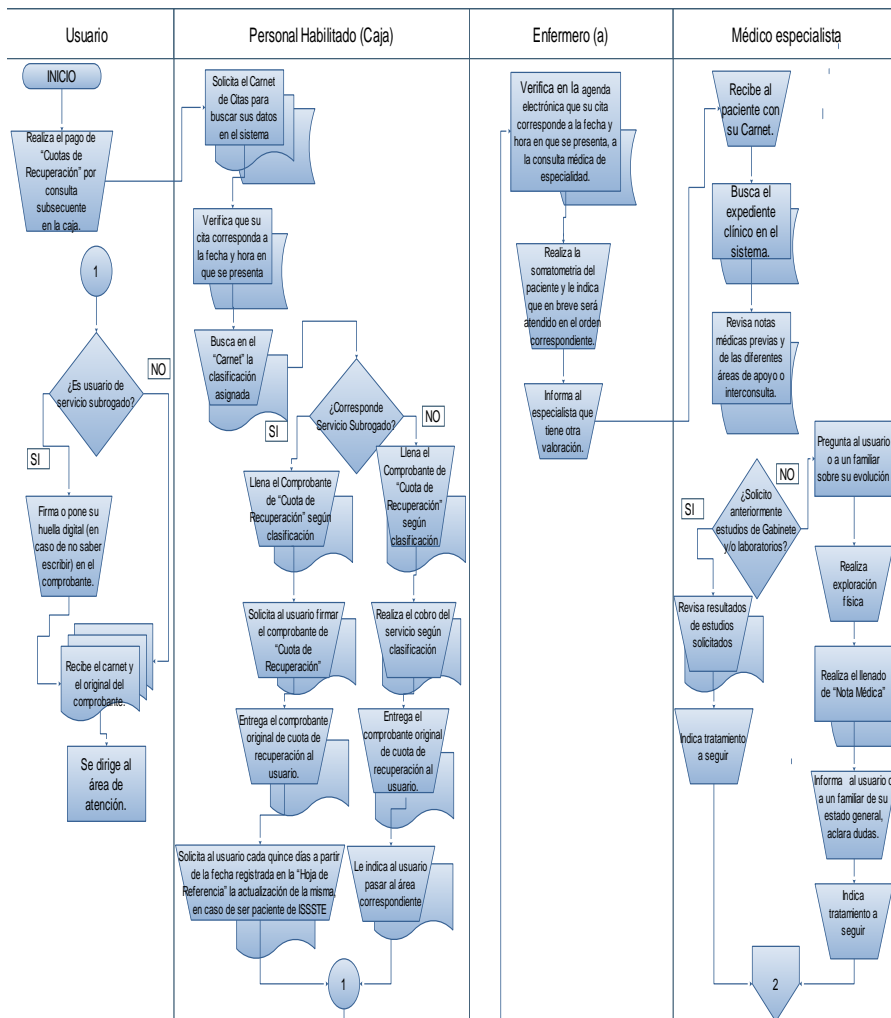 Usuario
INICIO
Realiza el pago de
“Cuotas de
Recuperación” por
consulta
subsecuente
en la caja.
1
¿Es usuario de
servicio subrogado?
NO
SI
Firma o pone su
huella digital (en
caso de no saber
escribir) en el
comprobante.
Recibe el carnet y
el original del
comprobante.
Se dirige al
área de
atención.
Personal Habilitado (Caja)
Solicita el Carnet
de Citas para
buscar sus datos
en el sistema
Verifica que su
cita corresponda a
la fecha y hora en
que se presenta
Busca en el
“Carnet” la
clasificación
asignada
¿Corresponde
Servicio Subrogado?
SI
NO
Llena el Comprobante
de “Cuota de
Recuperación” según
clasificación
Solicita al usuario firmar
el comprobante de
“Cuota de
Recuperación”
Entrega el comprobante
original de cuota de
recuperación al
usuario.
Solicita al usuario cada quince días a partir
de la fecha registrada en la “Hoja de
Referencia” la actualización de la misma,
en caso de ser paciente de ISSSTE
Llena el
Comprobante de
“Cuota de
Recuperación”
según
clasificación
Realiza el cobro del
servicio según
clasificación
Entrega el
comprobante original
de cuota de
recuperación al
usuario.
Le indica al usuario
pasar al área
correspondiente
1
Enfermero (a)
Verifica en la agenda
electrónica que su cita
corresponde a la fecha y
hora en que se presenta, a
la consulta médica de
especialidad.
Realiza la
somatometria del
paciente y le indica
que en breve será
atendido en el orden
correspondiente.
Informa al
especialista que
tiene otra
valoración.
Médico especialista
Recibe al
paciente con
su Carnet.
Busca el
expediente
clínico en el
sistema.
Revisa notas
médicas previas y
de las diferentes
áreas de apoyo o
interconsulta.
¿Solicito
anteriormente
estudios de Gabinete
y/o laboratorios?
SI
NO
Revisa resultados
de estudios
solicitados
Indica tratamiento
a seguir
Pregunta al usuario
o a un familiar
sobre su evolución
Realiza
exploración
física
Realiza el llenado
de “Nota Médica”
Informa al usuario o
a un familiar de su
estado general,
aclara dudas.
Indica
tratamiento a
seguir
2